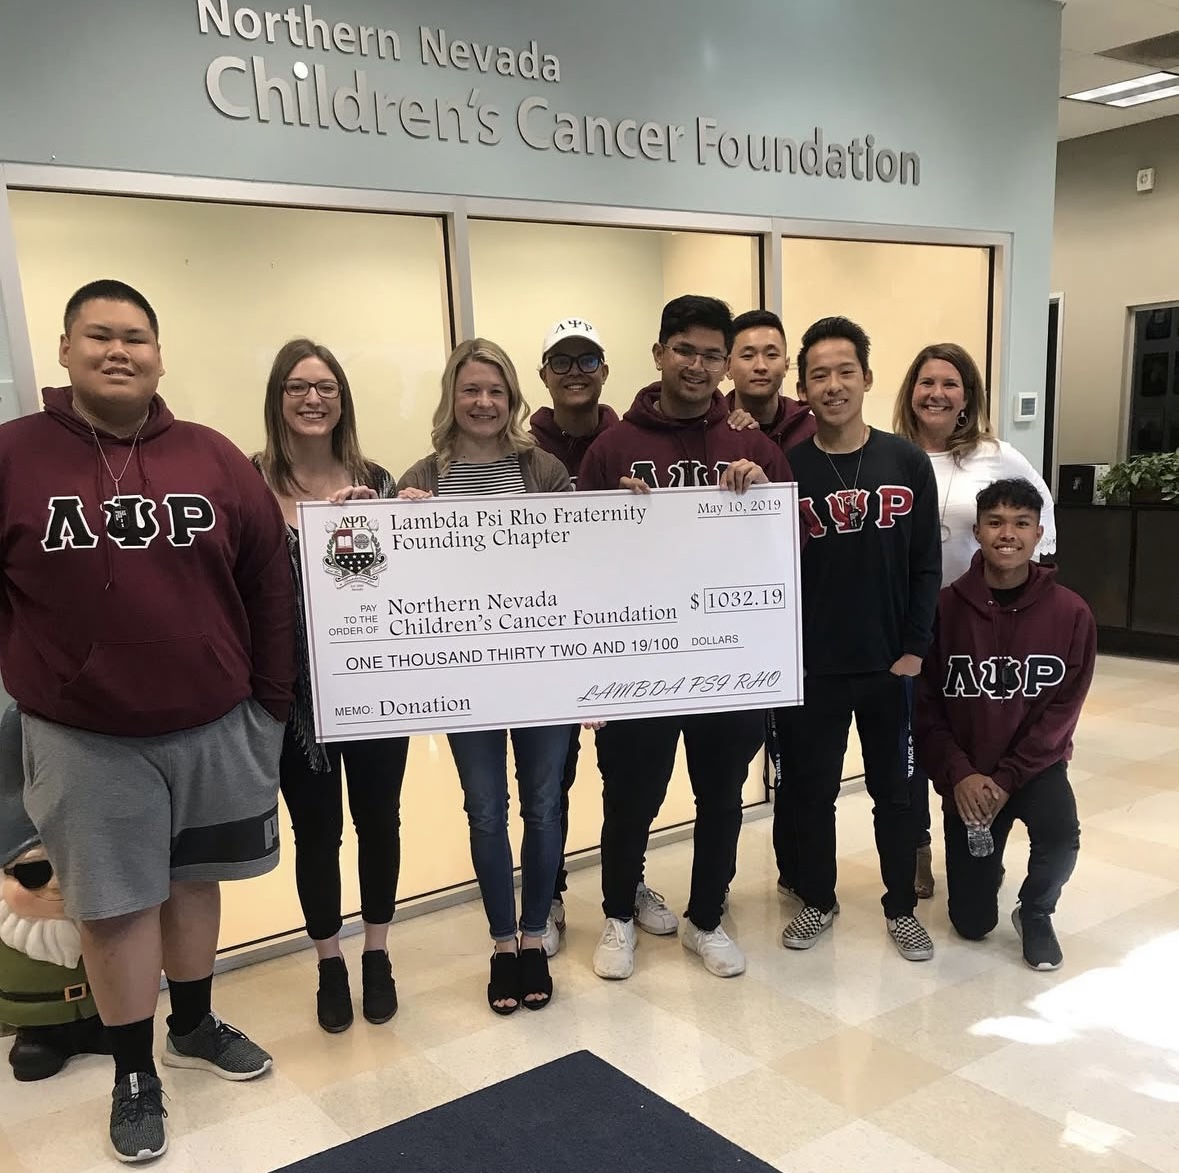 Northern Nevada
Children's Cancer Foundation
ΛΨΡ
ΛΨΡ
ΛΨΡ
ΛΨΡ
ΛΨΡ
ΛΨΡ
Lambda Psi Rho Fraternity
Founding Chapter
May 10, 2019
PAY
TO THE
ORDER OF
Northern Nevada
Children's Cancer Foundation
$ 1032.19
ONE THOUSAND THIRTY TWO AND 19/100 DOLLARS
MEMO: Donation
LAMBDA PSI RHO